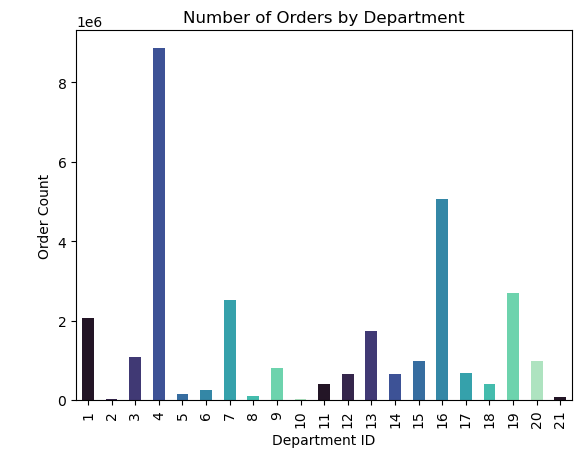 Number of Orders by Department
1e6
8
6
4
2
0
Order Count
1 2 3 4 5 6 7 8 9 10 11 12 13 14 15 16 17 18 19 20 21
Department ID